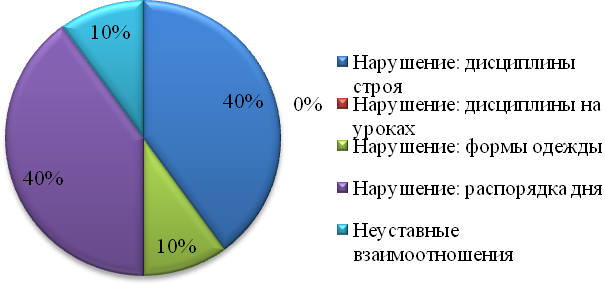 10%
40%
0%
40%
10%
Нарушение: дисциплины
строя
Нарушение: дисциплины на
уроках
Нарушение: формы одежды
Нарушение: распорядка дня
Неуставные
взаимоотношения